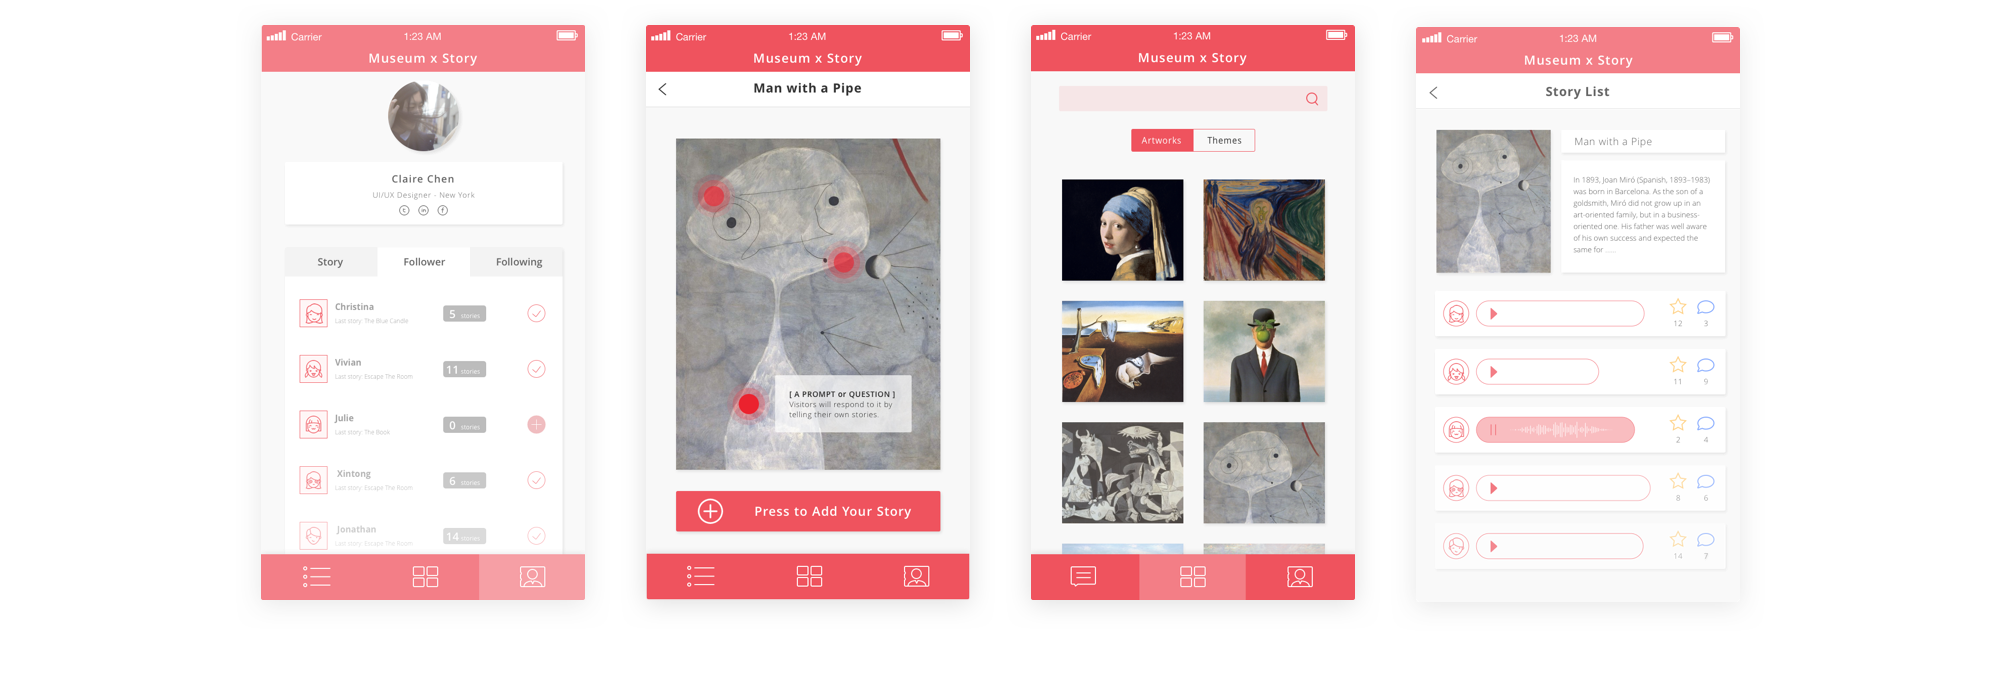 Carrier
1:23 AM
Museum x Story
Claire Chen
UI/UX Designer - New York
Story
Follower
Following
Christina
Last story: The Blue Candle
5 stories
Vivian
Last story: Escape The Room
11 stories
Julie
Last story: The Book
0 stories
Xintong
Last story: Escape The Room
6 stories
Jonathan
Last story: Escape The Room
14 stories
Carrier
1:23 AM
Museum x Story
Man with a Pipe
[ A PROMPT or QUESTION ]
Visitors will respond to it by
telling their own stories.
Press to Add Your Story
Carrier
1:23 AM
Museum x Story
Artworks
Themes
Carrier
1:23 AM
Museum x Story
Story List
Man with a Pipe
In 1893, Joan Miró (Spanish, 1893–1983)
was born in Barcelona. As the son of a
goldsmith, Miró did not grow up in an
art-oriented family, but in a business-
oriented one. His father was well aware
of his own success and expected the
same for .....
12
3
11
9
2
4
8
6
14
7